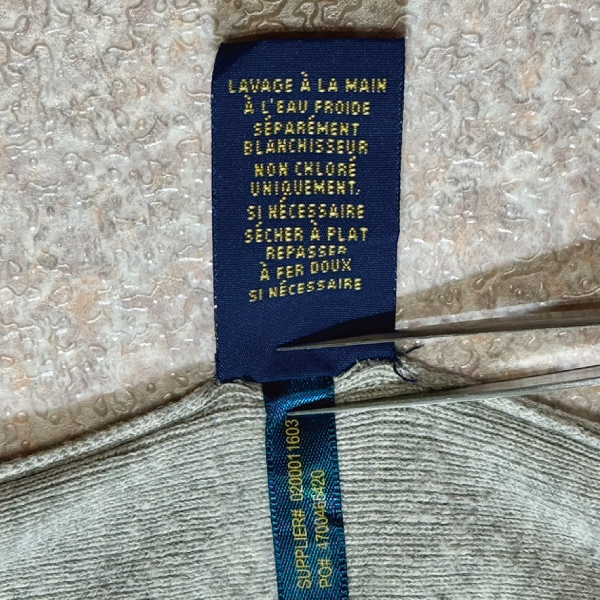 LAVAGE À LA MAIN
À L'EAU FROIDE
SÉPARÉMENT
BLANCHISSEUR
NON CHLORÉ
UNIQUEMENT.
SI NÉCESSAIRE
SÉCHER À PLAT
REPASSER
À FER DOUX
SI NÉCESSAIRE
SUPPLIER# 0200011603
PO#